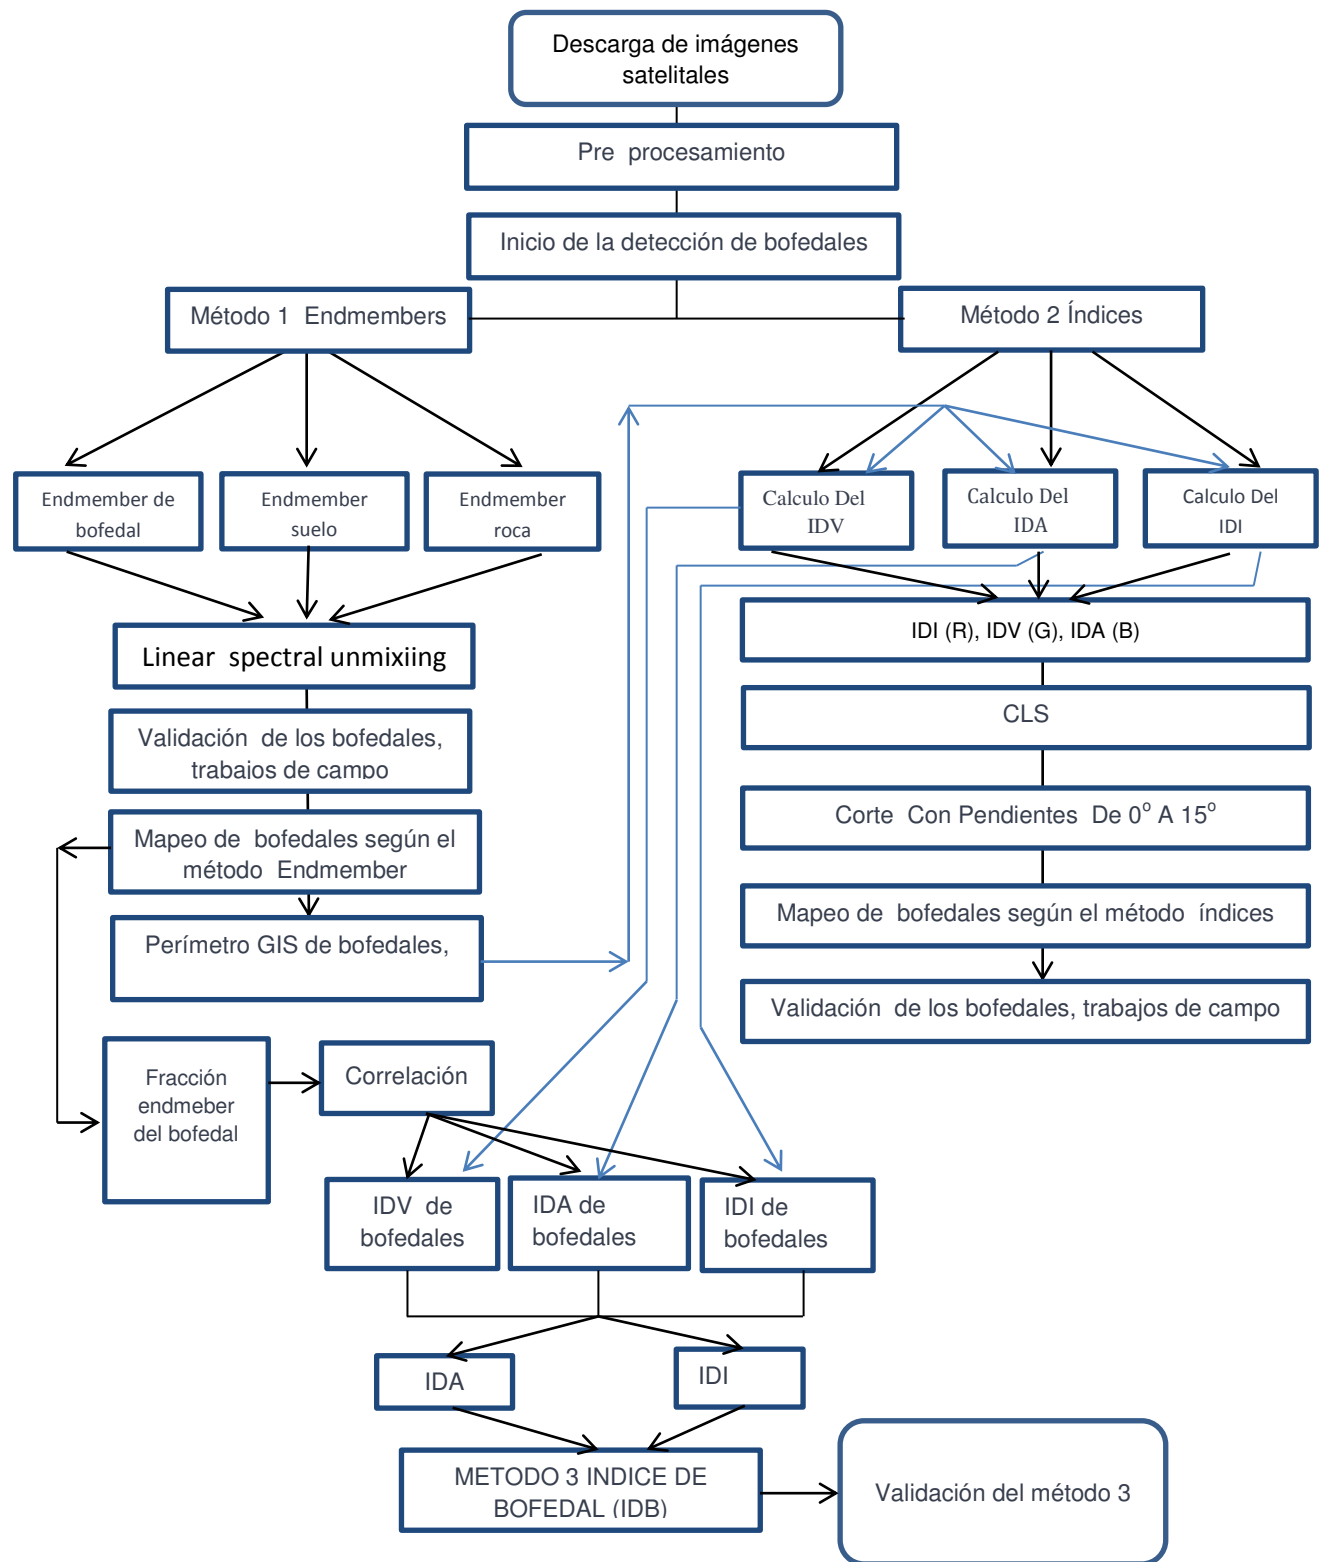 Descarga de imágenes
satelitales
Pre procesamiento
Inicio de la detección de bofedales
Método 1 Endmembers
Método 2 Índices
Endmember de
bofedal
Endmember
suelo
Endmember
roca
Calculo Del
IDV
Calculo Del
IDA
Calculo Del
IDI
Linear spectral unmixiing
IDI (R), IDV (G), IDA (B)
Validación de los bofedales,
trabajos de campo
CLS
Mapeo de bofedales según el
método Endmember
Corte Con Pendientes De 0° A 15°
Perímetro GIS de bofedales,
Mapeo de bofedales según el método índices
Validación de los bofedales, trabajos de campo
Fracción
endmeber
del bofedal
Correlación
IDV de
bofedales
IDA de
bofedales
IDI de
bofedales
IDA
IDI
METODO 3 INDICE DE
BOFEDAL (IDB)
Validación del método 3